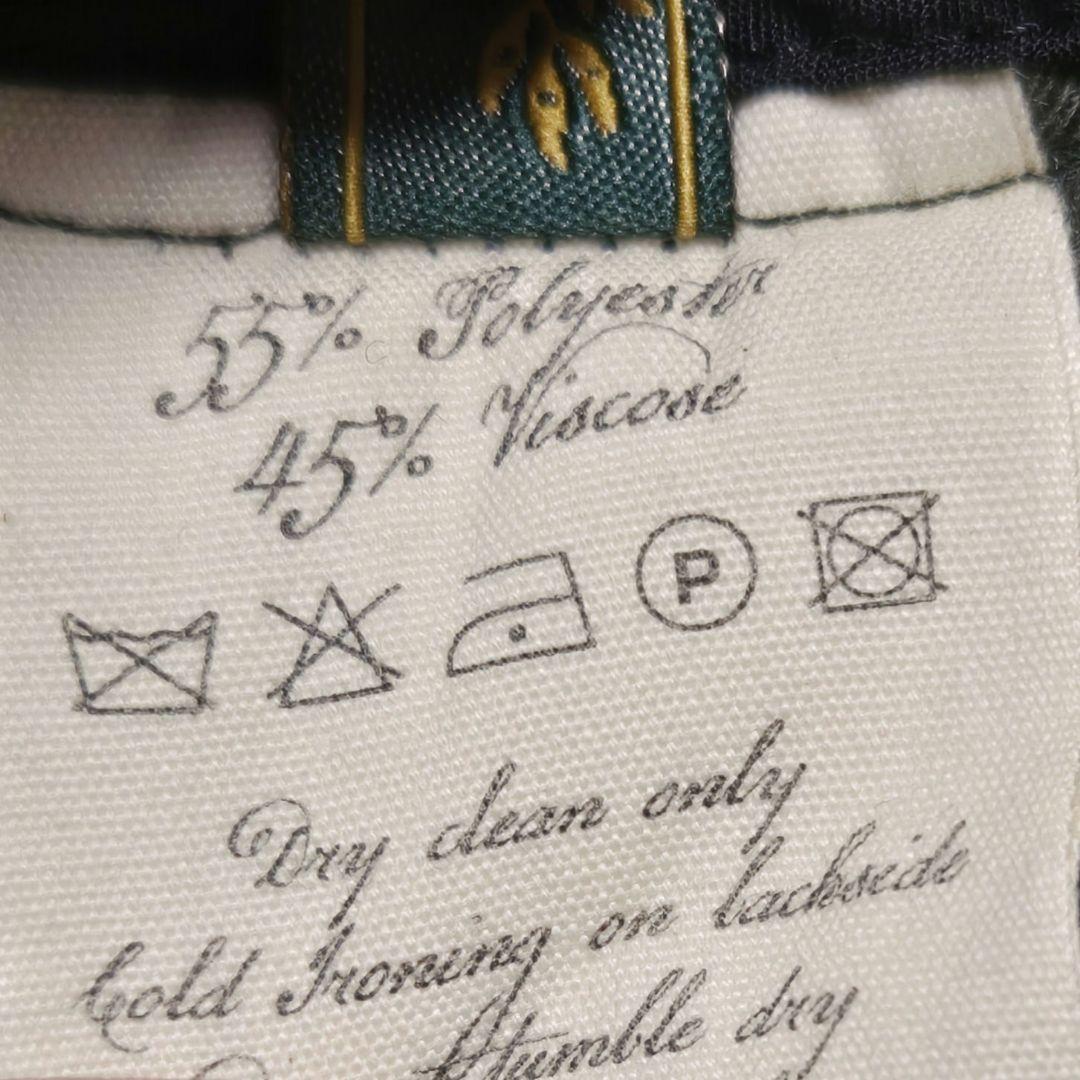 55% Polyester
45% Viscose
P
Dry clean only
Cold Ironing on backside
tumble dry